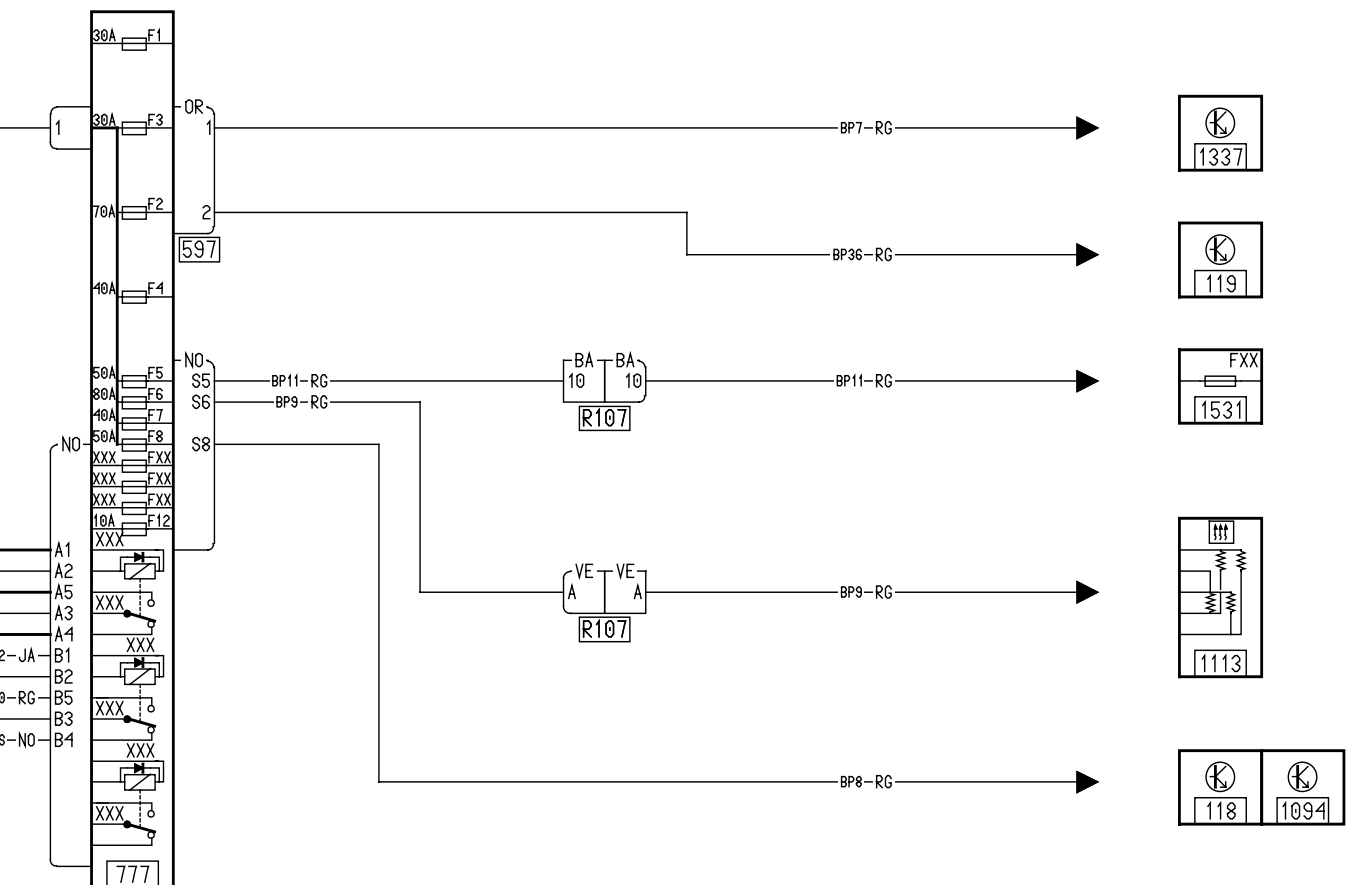 30A F1
OR
1 30A F3 1 BP7-RG
1337
70A F2 2
597 BP36-RG
119
40A F4
NO BA BA FXX
50A F5 S5 BP11-RG 10 10 BP11-RG
80A F6 S6 BP9-RG
1531
40A F7 R107
NO 50A F8 S8
XXX FXX
XXX FXX
XXX FXX
10A F12
XXX
A1
A2 VE VE
A5 A A BP9-RG
XXX
A3
A4 R107
XXX
2-JA B1
B2 1113
0-RG B5
XXX
B3
S-NO B4
XXX
BP8-RG
118 1094
XXX
777